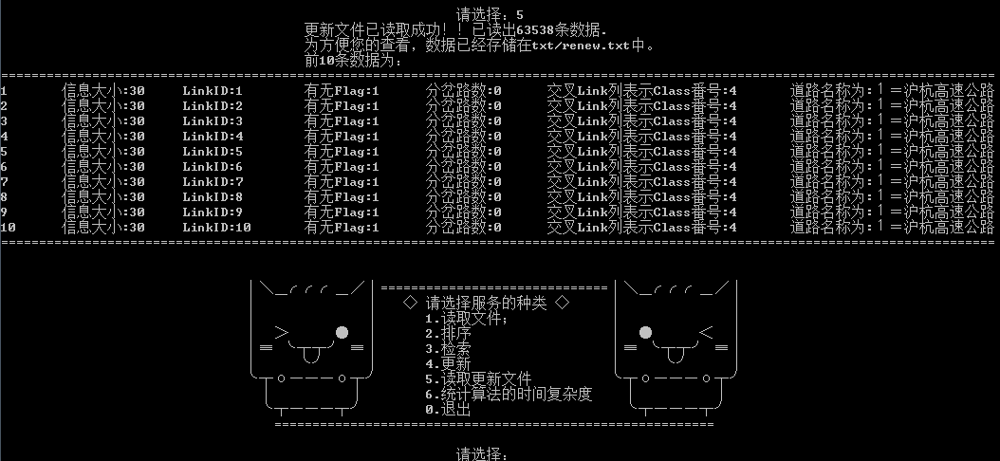 请选择：5
更新文件已读取成功！！已读出63538条数据.
为方便您的查看，数据已经存储在txt/renew.txt中。
前10条数据为：
1 信息大小:30 LinkID:1 有无Flag:1 分岔路数:0 交叉Link列表示Class番号:4 道路名称为:１＝沪杭高速公路
2 信息大小:30 LinkID:2 有无Flag:1 分岔路数:0 交叉Link列表示Class番号:4 道路名称为:１＝沪杭高速公路
3 信息大小:30 LinkID:3 有无Flag:1 分岔路数:0 交叉Link列表示Class番号:4 道路名称为:１＝沪杭高速公路
4 信息大小:30 LinkID:4 有无Flag:1 分岔路数:0 交叉Link列表示Class番号:4 道路名称为:１＝沪杭高速公路
5 信息大小:30 LinkID:5 有无Flag:1 分岔路数:0 交叉Link列表示Class番号:4 道路名称为:１＝沪杭高速公路
6 信息大小:30 LinkID:6 有无Flag:1 分岔路数:0 交叉Link列表示Class番号:4 道路名称为:１＝沪杭高速公路
7 信息大小:30 LinkID:7 有无Flag:1 分岔路数:0 交叉Link列表示Class番号:4 道路名称为:１＝沪杭高速公路
8 信息大小:30 LinkID:8 有无Flag:1 分岔路数:0 交叉Link列表示Class番号:4 道路名称为:１＝沪杭高速公路
9 信息大小:30 LinkID:9 有无Flag:1 分岔路数:0 交叉Link列表示Class番号:4 道路名称为:１＝沪杭高速公路
10 信息大小:30 LinkID:10 有无Flag:1 分岔路数:0 交叉Link列表示Class番号:4 道路名称为:１＝沪杭高速公路
◇ 请选择服务的种类 ◇
1.读取文件;
2.排序
3.检索
4.更新
5.读取更新文件
6.统计算法的时间复杂度
0.退出
请选择：